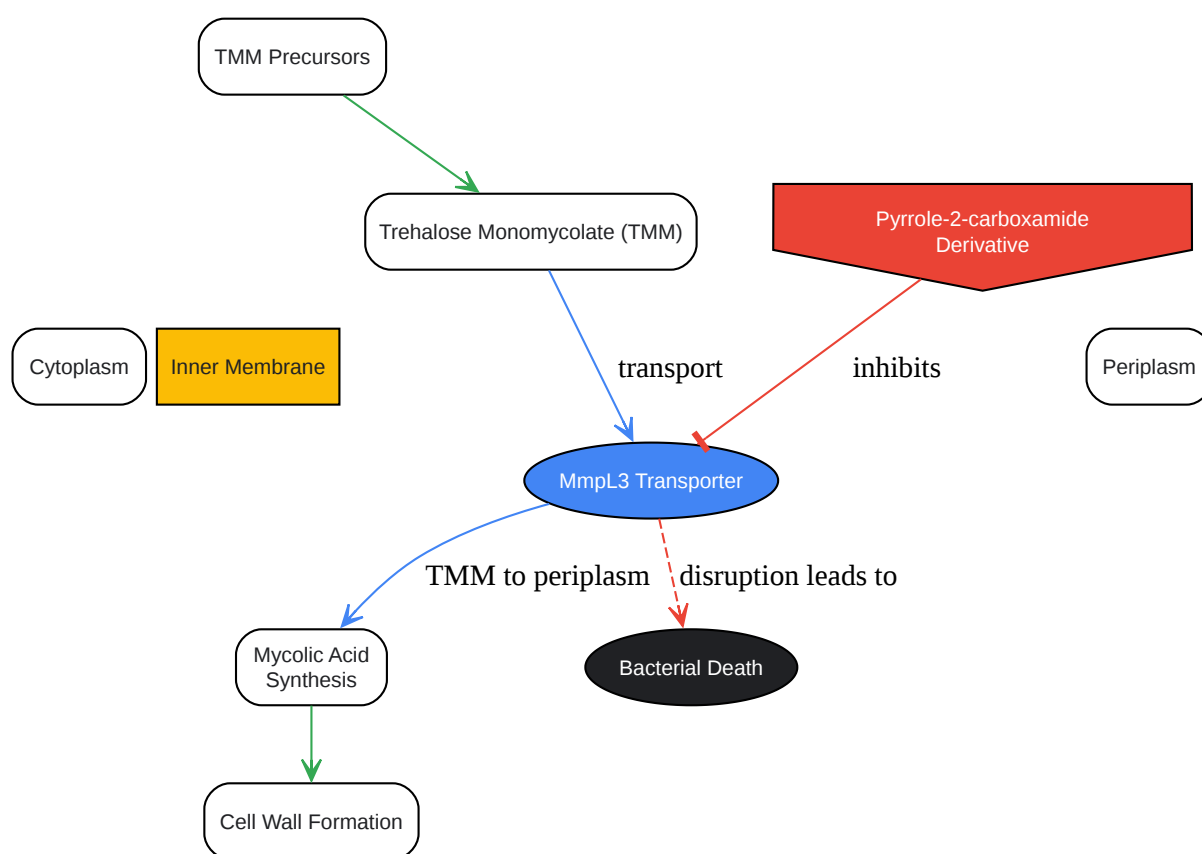 TMM Precursors
Trehalose Monomycolate (TMM)
Pyrrole-2-carboxamide
Derivative
Cytoplasm
Inner Membrane
transport
inhibits
Periplasm
MmpL3 Transporter
TMM to periplasm
disruption leads to
Mycolic Acid
Synthesis
Bacterial Death
Cell Wall Formation